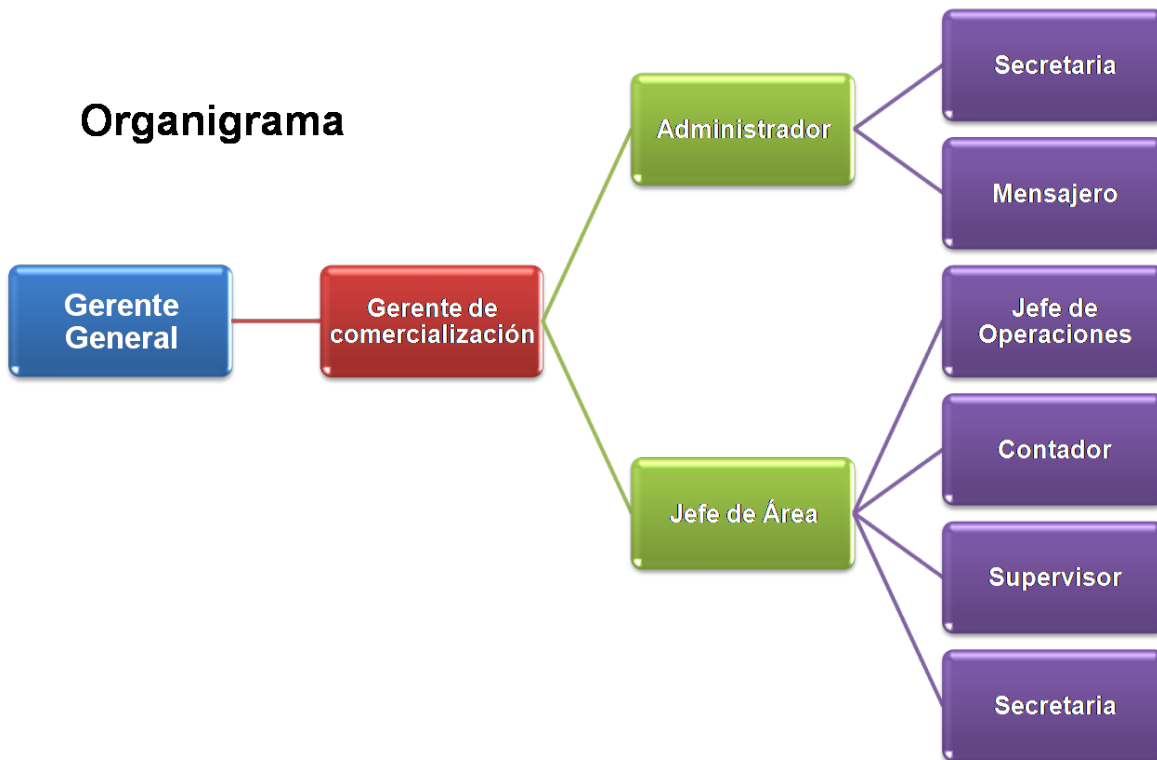 Organigrama
Gerente
General
Gerente de
comercialización
Administrador
Jefe de Área
Secretaria
Mensajero
Jefe de
Operaciones
Contador
Supervisor
Secretaria